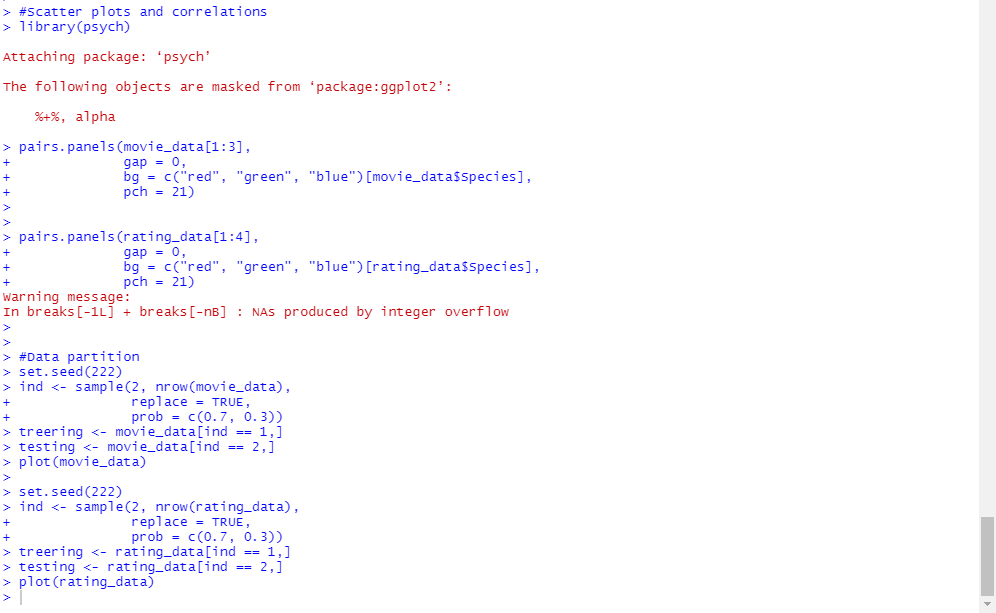 > #Scatter plots and correlations
> library(psych)
Attaching package: ‘psych’
The following objects are masked from ‘package:ggplot2’:
%+%, alpha
> pairs.panels(movie_data[1:3],
+              gap = 0,
+              bg = c("red", "green", "blue")[movie_data$Species],
+              pch = 21)
>
>
> pairs.panels(rating_data[1:4],
+              gap = 0,
+              bg = c("red", "green", "blue")[rating_data$Species],
+              pch = 21)
Warning message:
In breaks[-1L] + breaks[-nB] : NAs produced by integer overflow
>
>
> #Data partition
> set.seed(222)
> ind <- sample(2, nrow(movie_data),
+               replace = TRUE,
+               prob = c(0.7, 0.3))
> treering <- movie_data[ind == 1,]
> testing <- movie_data[ind == 2,]
> plot(movie_data)
>
> set.seed(222)
> ind <- sample(2, nrow(rating_data),
+               replace = TRUE,
+               prob = c(0.7, 0.3))
> treering <- rating_data[ind == 1,]
> testing <- rating_data[ind == 2,]
> plot(rating_data)
>